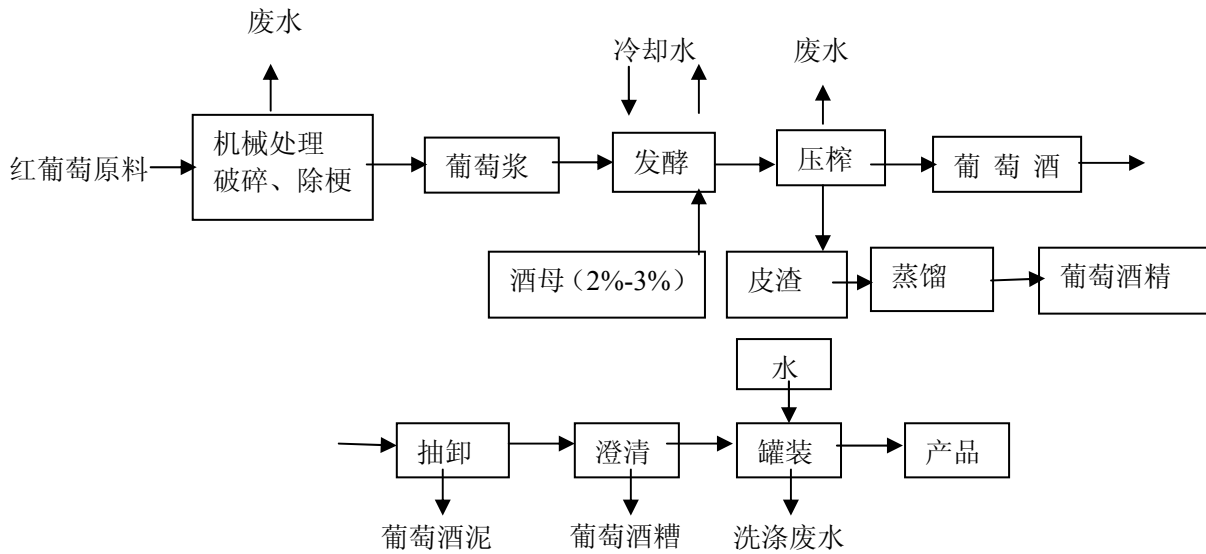 废水
冷却水
废水
红葡萄原料
机械处理
破碎、除梗
葡萄浆
发酵
压榨
葡 萄 酒
酒母（2%-3%）
皮渣
蒸馏
葡萄酒精
水
抽卸
澄清
罐装
产品
葡萄酒泥
葡萄酒糟
洗涤废水